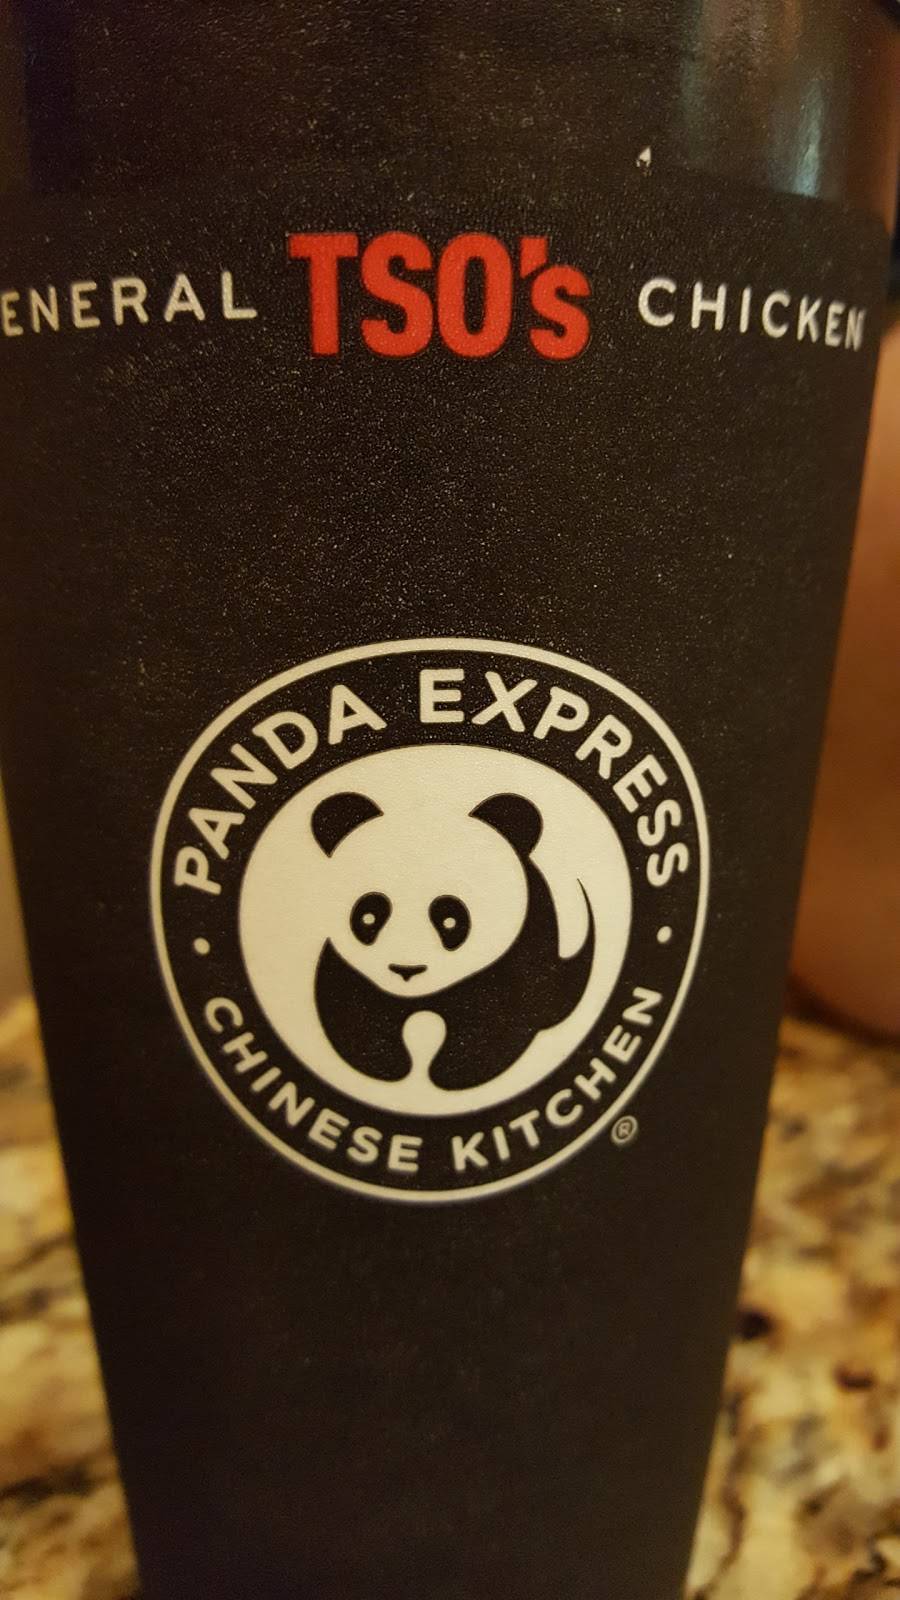 ENERAL TSO's CHICKEN
PANDA EXPRESS
· CHINESE KITCHEN ·
®